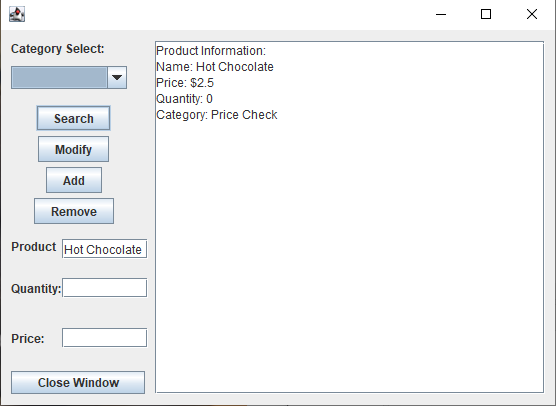 Category Select:
Search
Modify
Add
Remove
Product
Hot Chocolate
Quantity:
Price:
Close Window
Product Information:
Name: Hot Chocolate
Price: $2.5
Quantity: 0
Category: Price Check